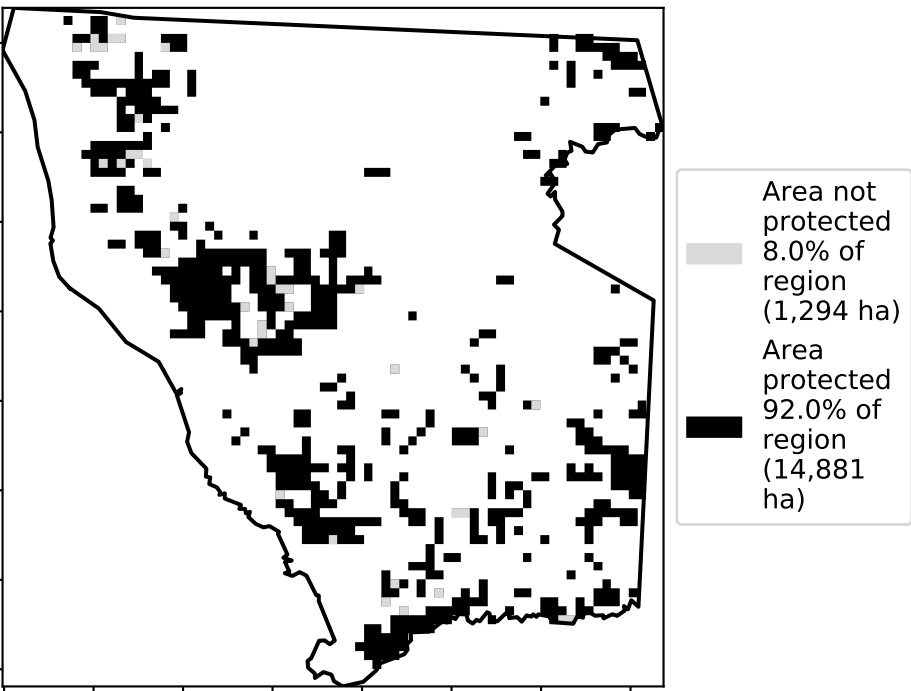 Area not
protected
8.0% of
region
(1,294 ha)
Area
protected
92.0% of
region
(14,881
ha)